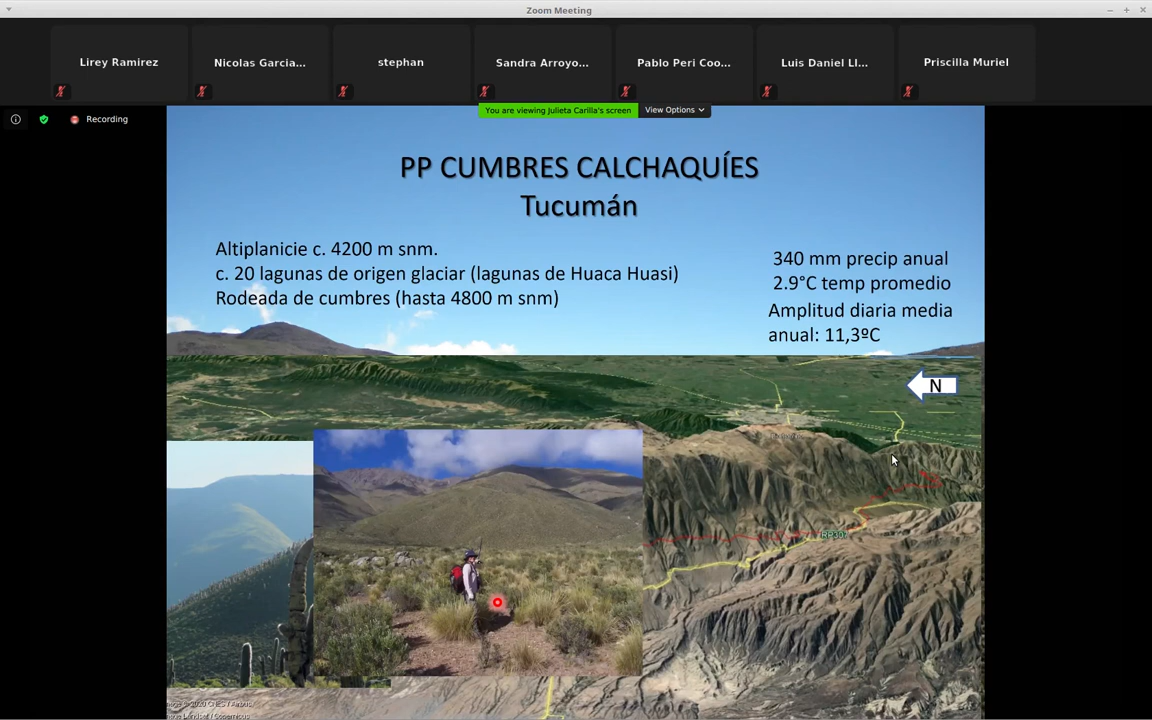 Zoom Meeting
Lirey Ramirez
Nicolas Garcia...
stephan
Sandra Arroyo...
Pablo Peri Coo...
Luis Daniel Ll...
Priscilla Muriel
You are viewing Julieta Carilla's screen
View Options
Recording
PP CUMBRES CALCHAQUÍES
Tucumán
Altiplanicie c. 4200 m snm.
c. 20 lagunas de origen glaciar (lagunas de Huaca Huasi)
Rodeada de cumbres (hasta 4800 m snm)
340 mm precip anual
2.9°C temp promedio
Amplitud diaria media
anual: 11,3ºC
N
RP307